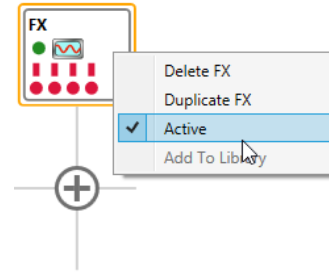 FX
Delete FX
Duplicate FX
Active
Add To Library